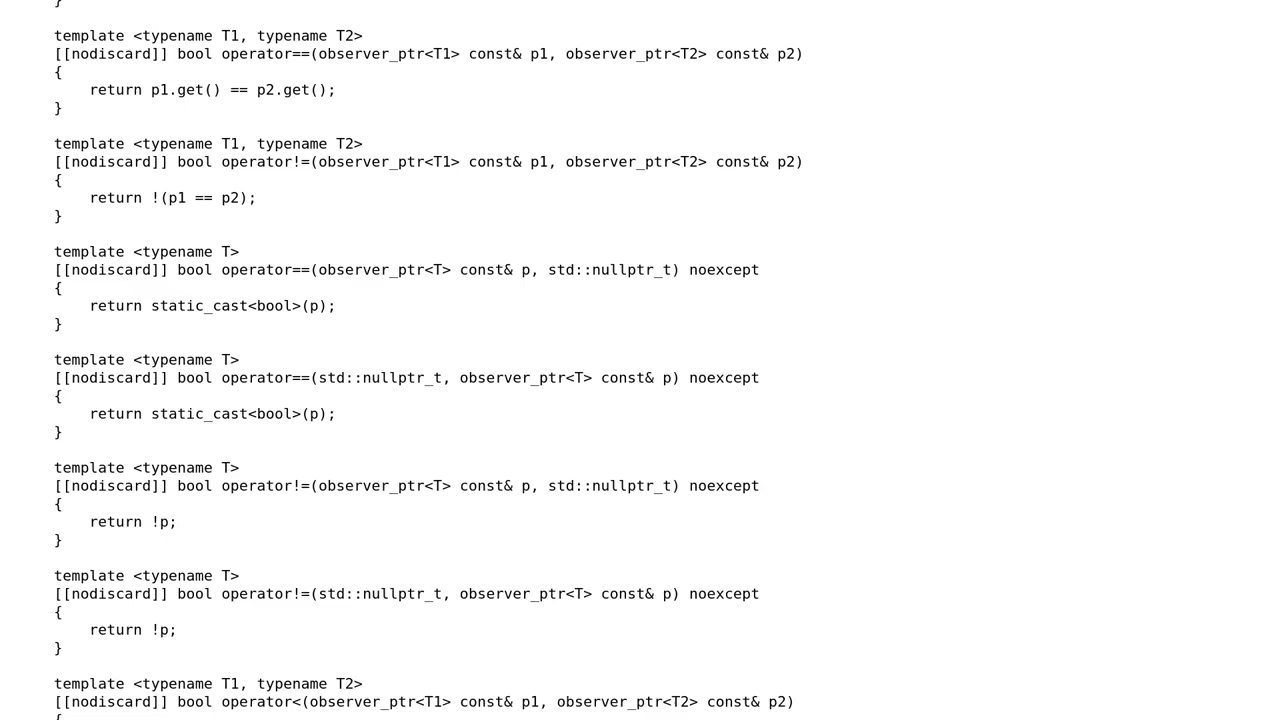 }
template <typename T1, typename T2>
[[nodiscard]] bool operator==(observer_ptr<T1> const& p1, observer_ptr<T2> const& p2)
{
    return p1.get() == p2.get();
}
template <typename T1, typename T2>
[[nodiscard]] bool operator!=(observer_ptr<T1> const& p1, observer_ptr<T2> const& p2)
{
    return !(p1 == p2);
}
template <typename T>
[[nodiscard]] bool operator==(observer_ptr<T> const& p, std::nullptr_t) noexcept
{
    return static_cast<bool>(p);
}
template <typename T>
[[nodiscard]] bool operator==(std::nullptr_t, observer_ptr<T> const& p) noexcept
{
    return static_cast<bool>(p);
}
template <typename T>
[[nodiscard]] bool operator!=(observer_ptr<T> const& p, std::nullptr_t) noexcept
{
    return !p;
}
template <typename T>
[[nodiscard]] bool operator!=(std::nullptr_t, observer_ptr<T> const& p) noexcept
{
    return !p;
}
template <typename T1, typename T2>
[[nodiscard]] bool operator<(observer_ptr<T1> const& p1, observer_ptr<T2> const& p2)
{